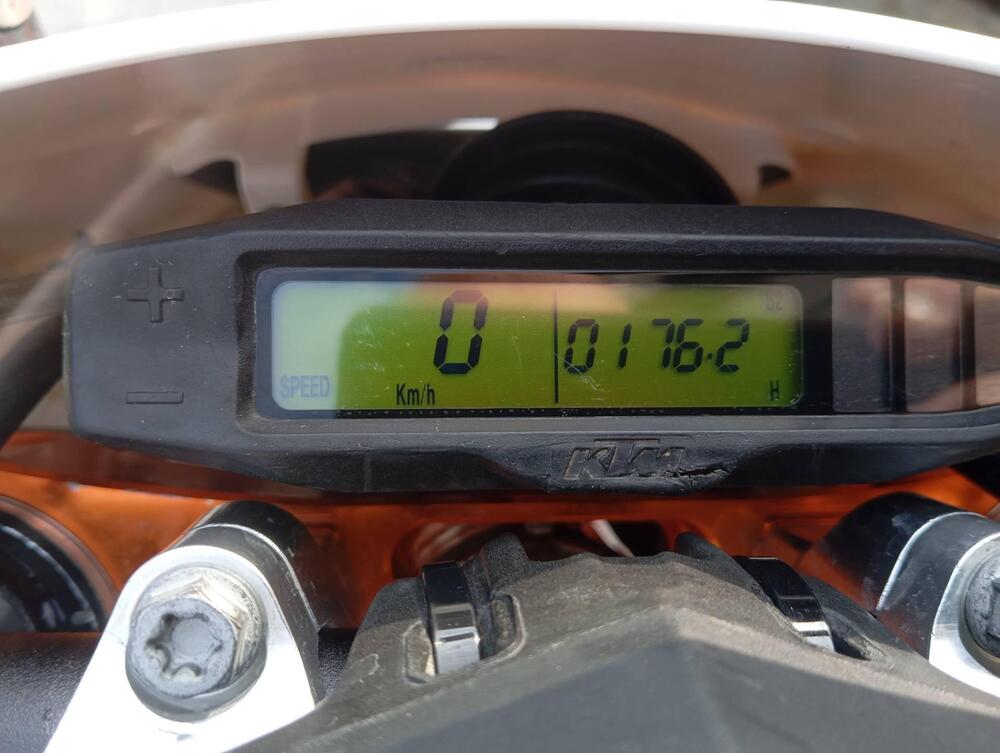 0 0176.2
SPEED Km/h H
KTM